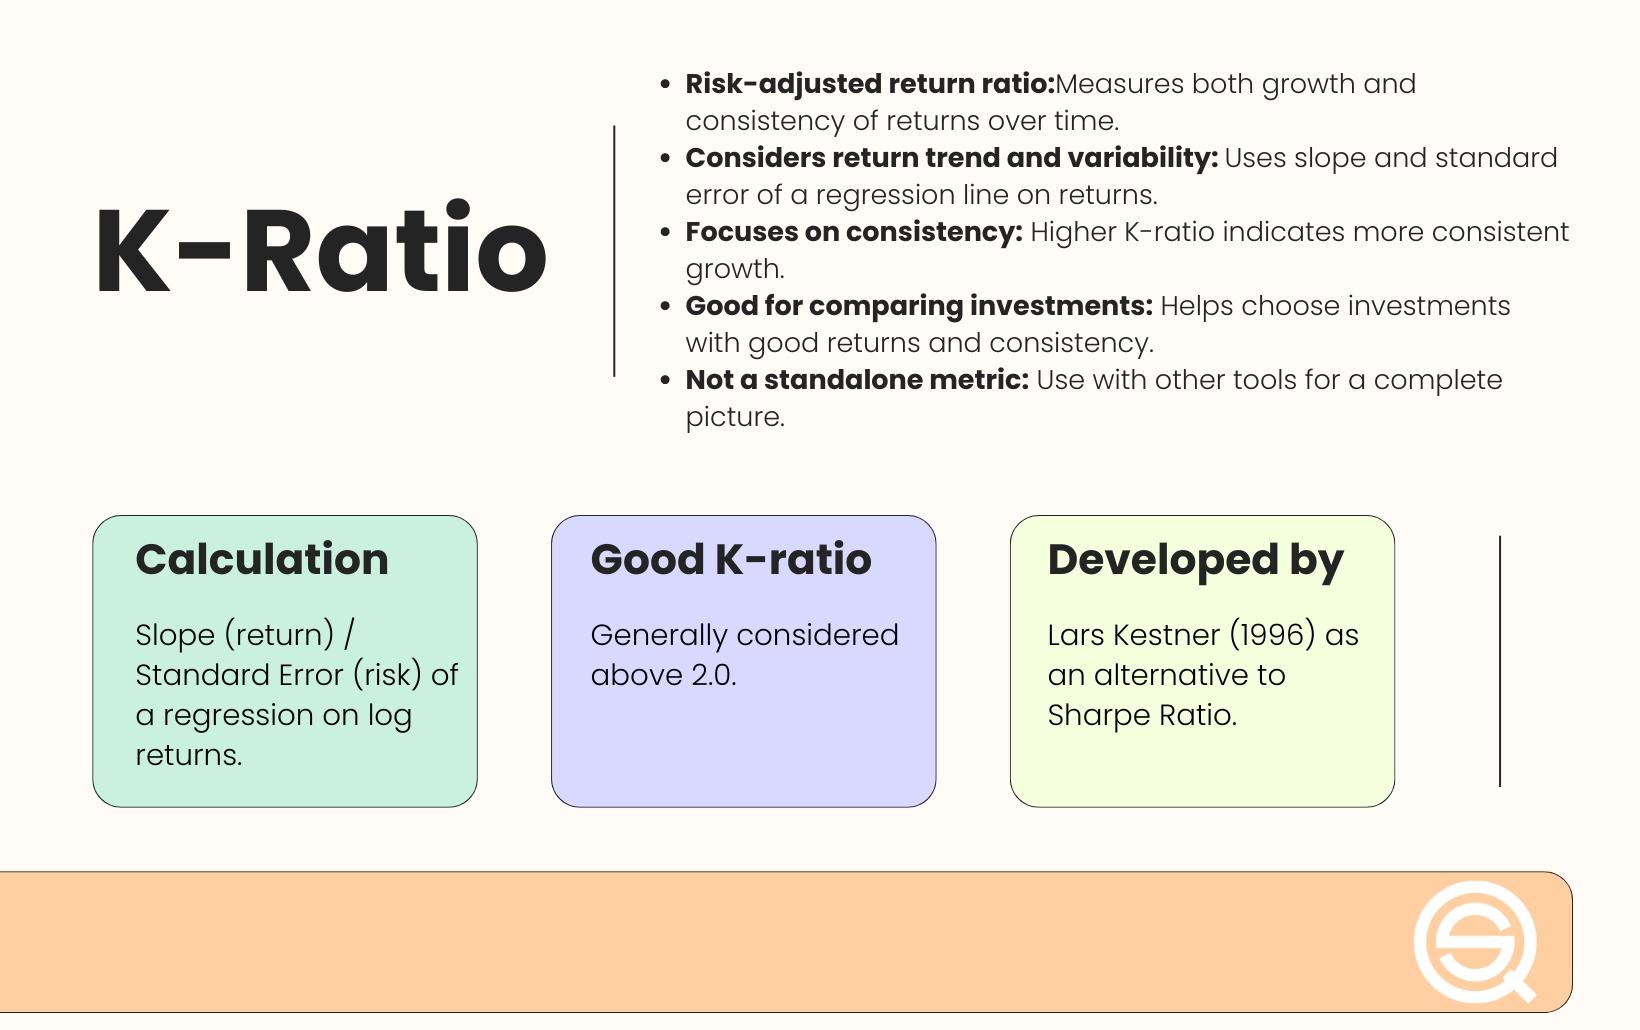 K-Ratio
• Risk-adjusted return ratio:Measures both growth and
consistency of returns over time.
• Considers return trend and variability: Uses slope and standard
error of a regression line on returns.
• Focuses on consistency: Higher K-ratio indicates more consistent
growth.
• Good for comparing investments: Helps choose investments
with good returns and consistency.
• Not a standalone metric: Use with other tools for a complete
picture.
Calculation
Slope (return) /
Standard Error (risk) of
a regression on log
returns.
Good K-ratio
Generally considered
above 2.0.
Developed by
Lars Kestner (1996) as
an alternative to
Sharpe Ratio.